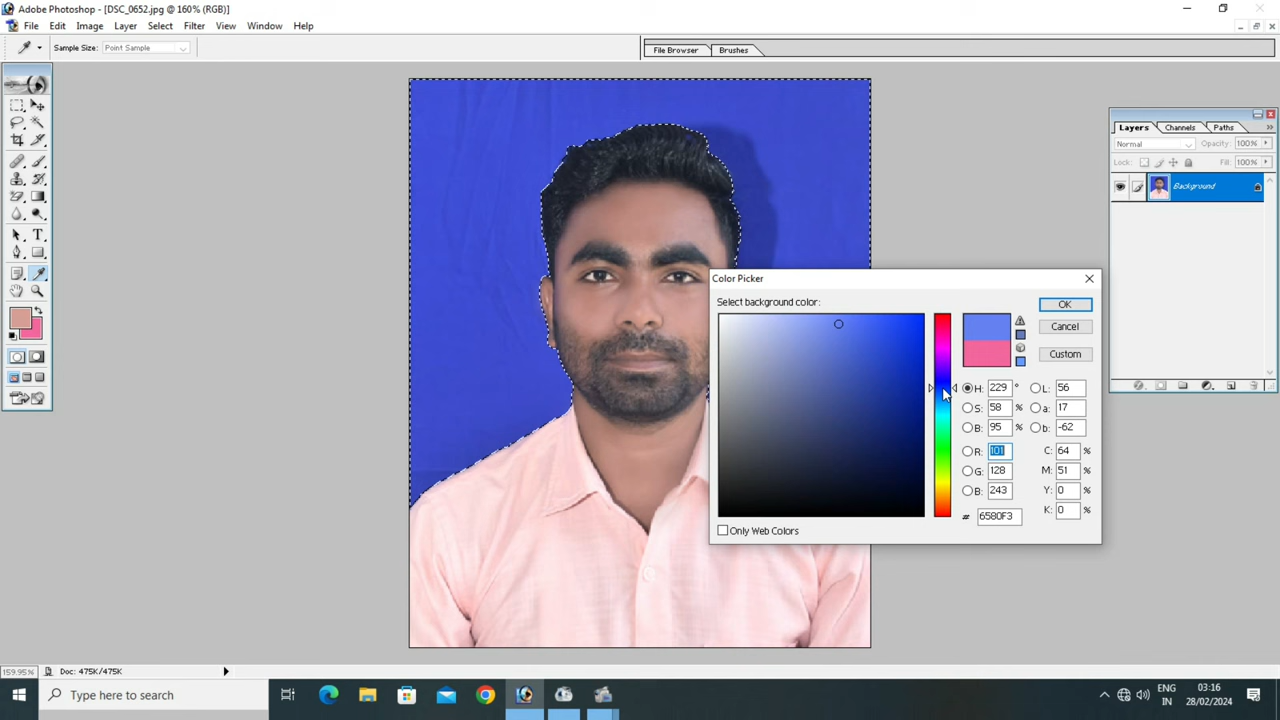 Adobe Photoshop - [DSC_0652.jpg @ 160% (RGB)]
File Edit Image Layer Select Filter View Window Help
Sample Size: Point Sample
File Browser Brushes
Layers Channels Paths
Normal Opacity: 100%
Lock: Fill: 100%
Background
Color Picker
Select background color:
OK
Cancel
Custom
H: 229 ° L: 56
S: 58 % a: 17
B: 95 % b: -62
R: 101 C: 64 %
G: 128 M: 51 %
B: 243 Y: 0 %
# 6580F3 K: 0 %
Only Web Colors
159.95% Doc: 475K/475K
Type here to search
ENG
IN
03:16
28/02/2024